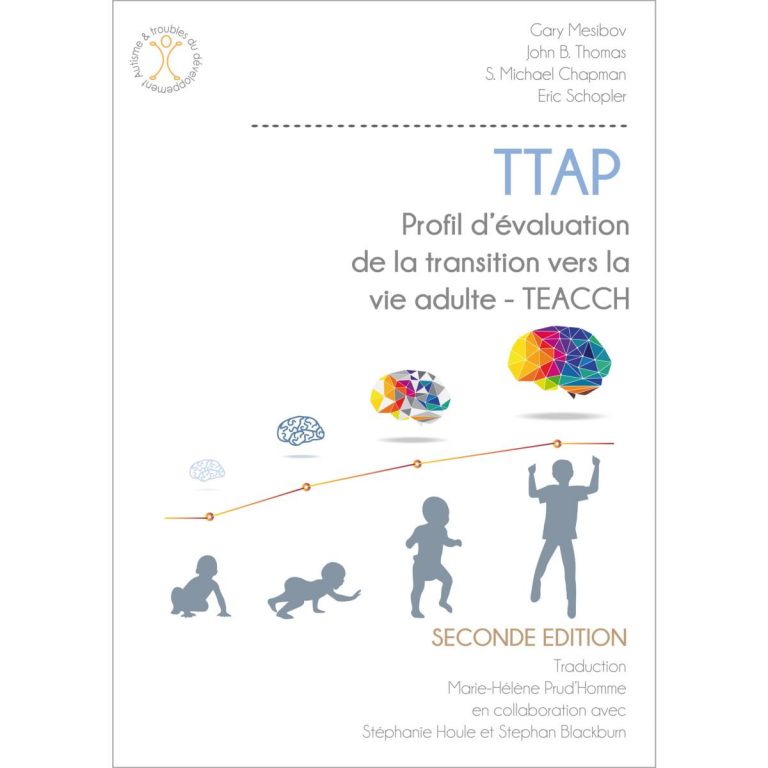 Autisme & troubles du développement
Gary Mesibov
John B. Thomas
S. Michael Chapman
Eric Schopler
TTAP
Profil d'évaluation
de la transition vers la
vie adulte - TEACCH
SECONDE EDITION
Traduction
Marie-Hélène Prud'Homme
en collaboration avec
Stéphanie Houle et Stephan Blackburn